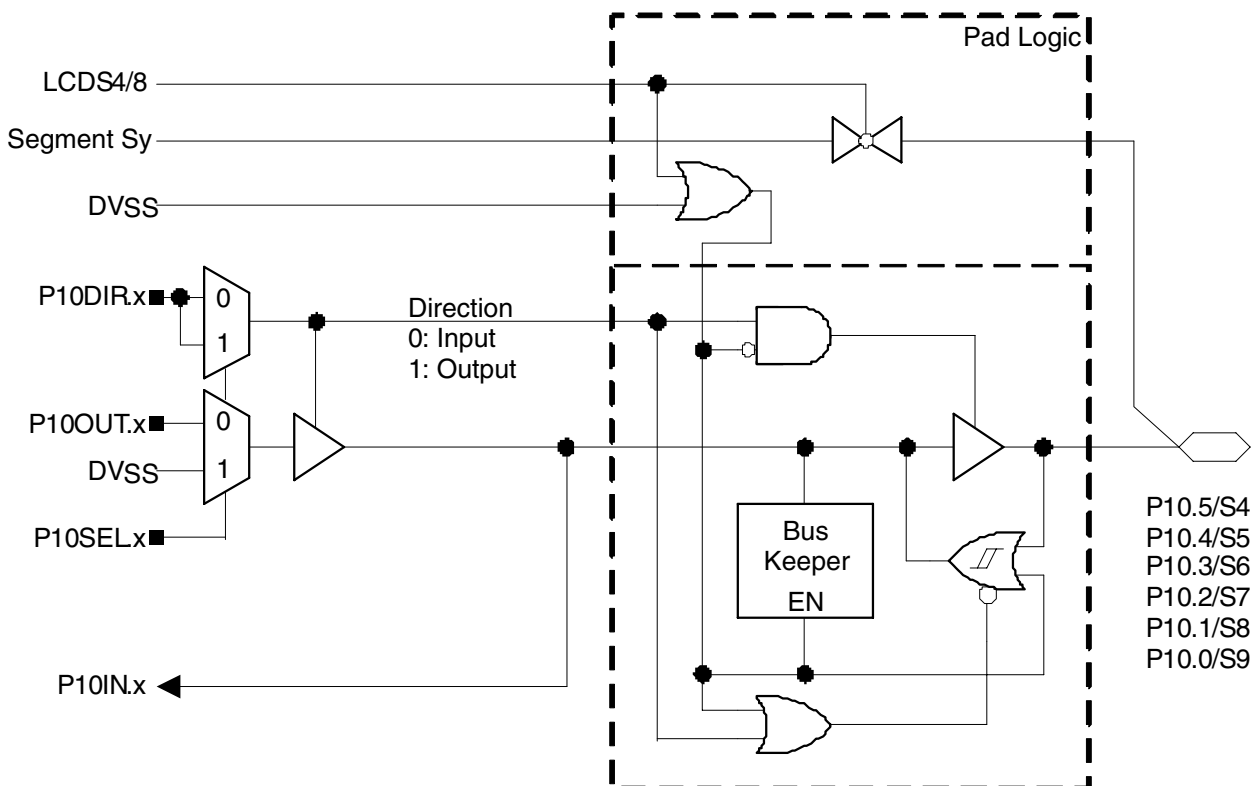 Pad Logic
LCDS4/8
Segment Sy
DVSS
P10DIR.x
0
1
Direction
0: Input
1: Output
P10OUT.x
0
DVSS
1
P10SEL.x
Bus
Keeper
EN
P10.5/S4
P10.4/S5
P10.3/S6
P10.2/S7
P10.1/S8
P10.0/S9
P10IN.x